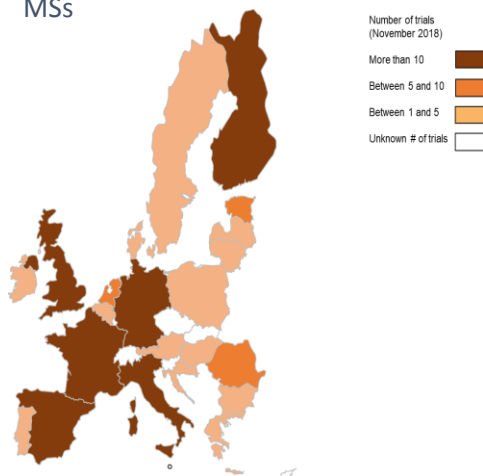 MSs
Number of trials
(November 2018)
More than 10
Between 5 and 10
Between 1 and 5
Unknown # of trials